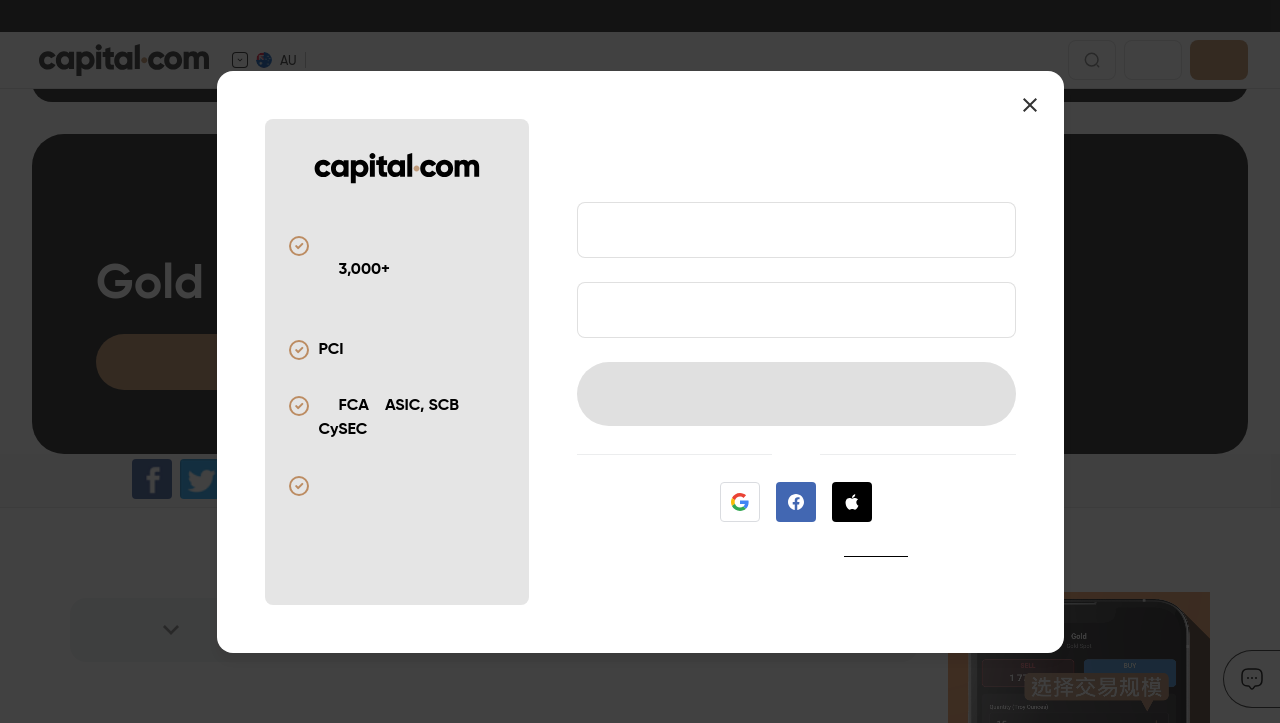 capital.com
AU
Gold
capital.com
3,000+
PCI
FCA ASIC, SCB
CySEC
Gold
SELL
BUY
选择交易规模